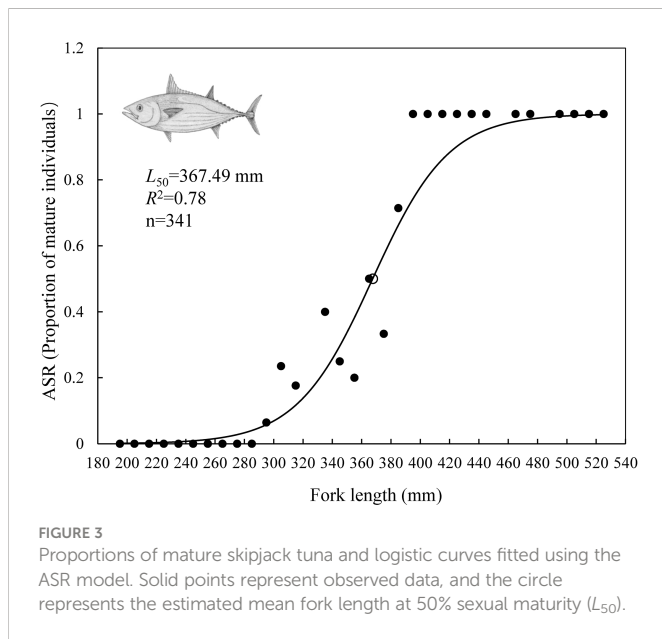 1.2
1
0.8
0.6
0.4
0.2
0
ASR (Proportion of mature individuals)
L50=367.49 mm
R2=0.78
n=341
180 200 220 240 260 280 300 320 340 360 380 400 420 440 460 480 500 520 540
Fork length (mm)
FIGURE 3
Proportions of mature skipjack tuna and logistic curves fitted using the
ASR model. Solid points represent observed data, and the circle
represents the estimated mean fork length at 50% sexual maturity (L50).